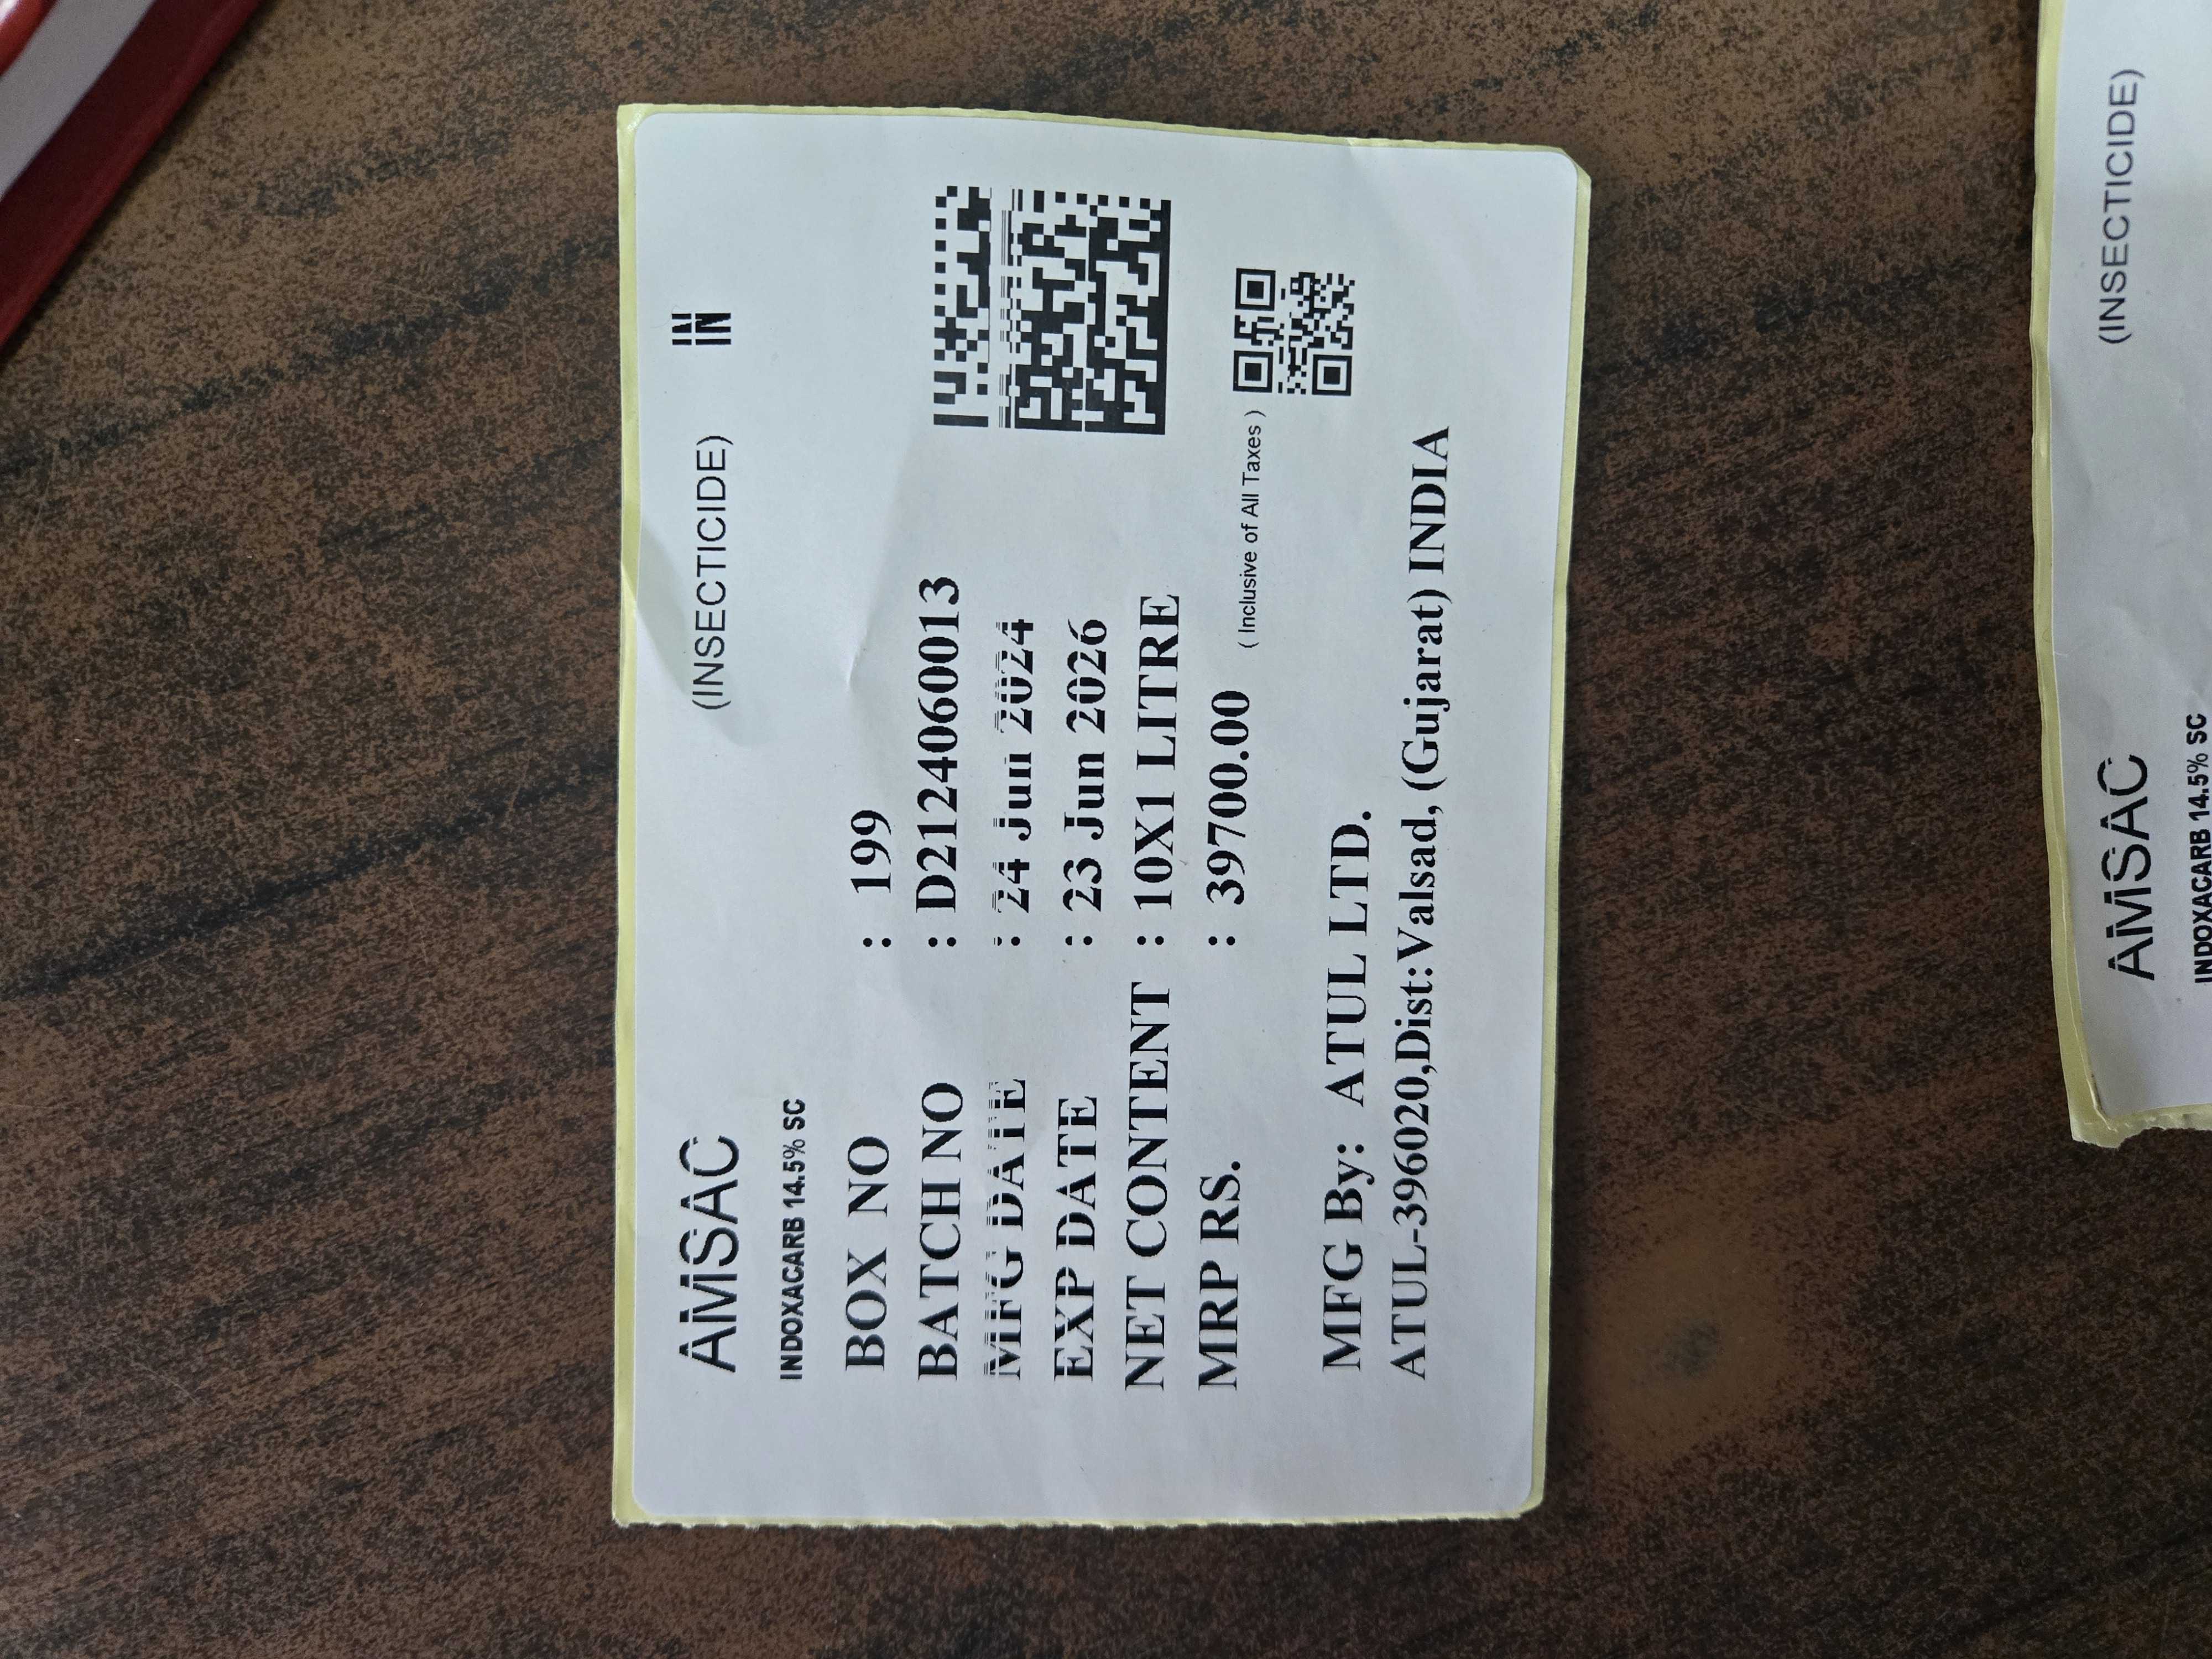 AMSAC (INSECTICIDE) IN
INDOXACARB 14.5% SC
BOX NO : 199
BATCH NO : D2124060013
MFG DATE : 24 Jun 2024
EXP DATE : 23 Jun 2026
NET CONTENT : 10X1 LITRE
MRP RS. : 39700.00 ( Inclusive of All Taxes )
MFG By: ATUL LTD.
ATUL-396020,Dist:Valsad, (Gujarat) INDIA
AMSAC (INSECTICIDE)
INDOXACARB 14.5% SC